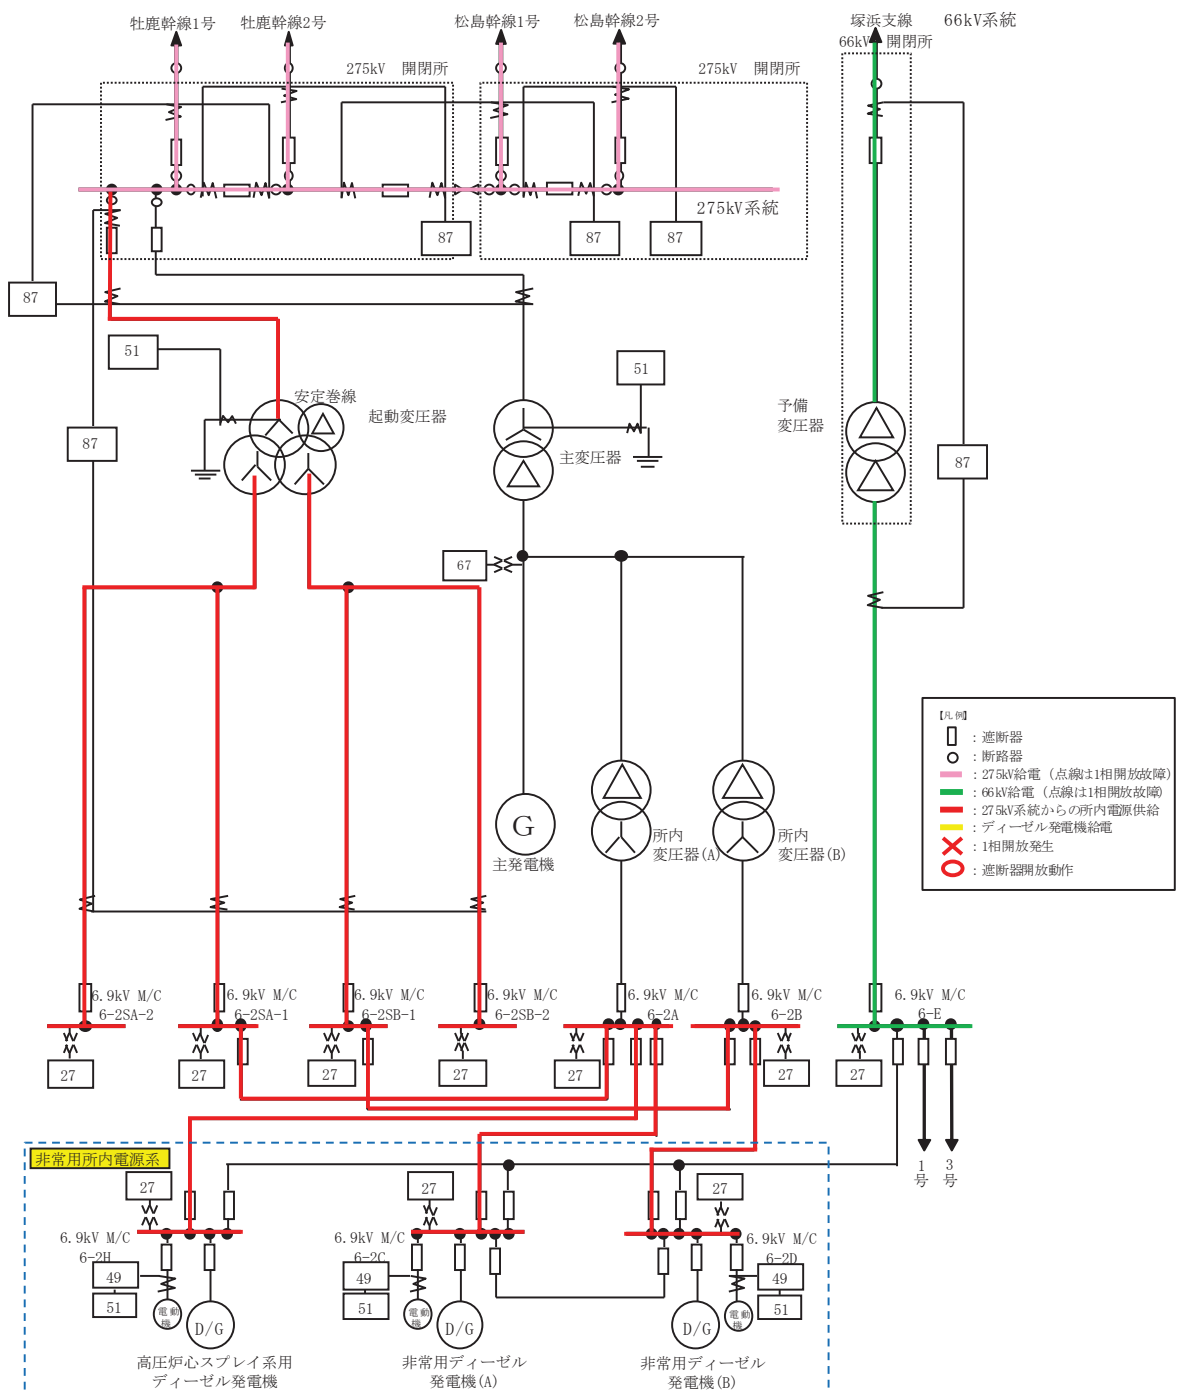 牡鹿幹線1号
牡鹿幹線2号
松島幹線1号
松島幹線2号
塚浜支線
66kV系統
66kV 開閉所
275kV 開閉所
275kV 開閉所
275kV系統
87
87
87
87
51
51
安定巻線
起動変圧器
予備
変圧器
87
87
主変圧器
67
【凡例】
：遮断器
：断路器
：275kV給電（点線は1相開放故障）
：66kV給電（点線は1相開放故障）
：275kV系統からの所内電源供給
：ディーゼル発電機給電
：1相開放発生
：遮断器開放動作
G
主発電機
所内
変圧器(A)
所内
変圧器(B)
6.9kV M/C
6-2SA-2
6.9kV M/C
6-2SA-1
6.9kV M/C
6-2SB-1
6.9kV M/C
6-2SB-2
6.9kV M/C
6-2A
6.9kV M/C
6-2B
6.9kV M/C
6-E
27
27
27
27
27
27
27
1
号
3
号
非常用所内電源系
27
27
27
6.9kV M/C
6-2H
6.9kV M/C
6-2C
6.9kV M/C
6-2D
49
49
49
51
51
51
電動
機
電動
機
電動
機
D/G
D/G
D/G
高圧炉心スプレイ系用
ディーゼル発電機
非常用ディーゼル
発電機(A)
非常用ディーゼル
発電機(B)